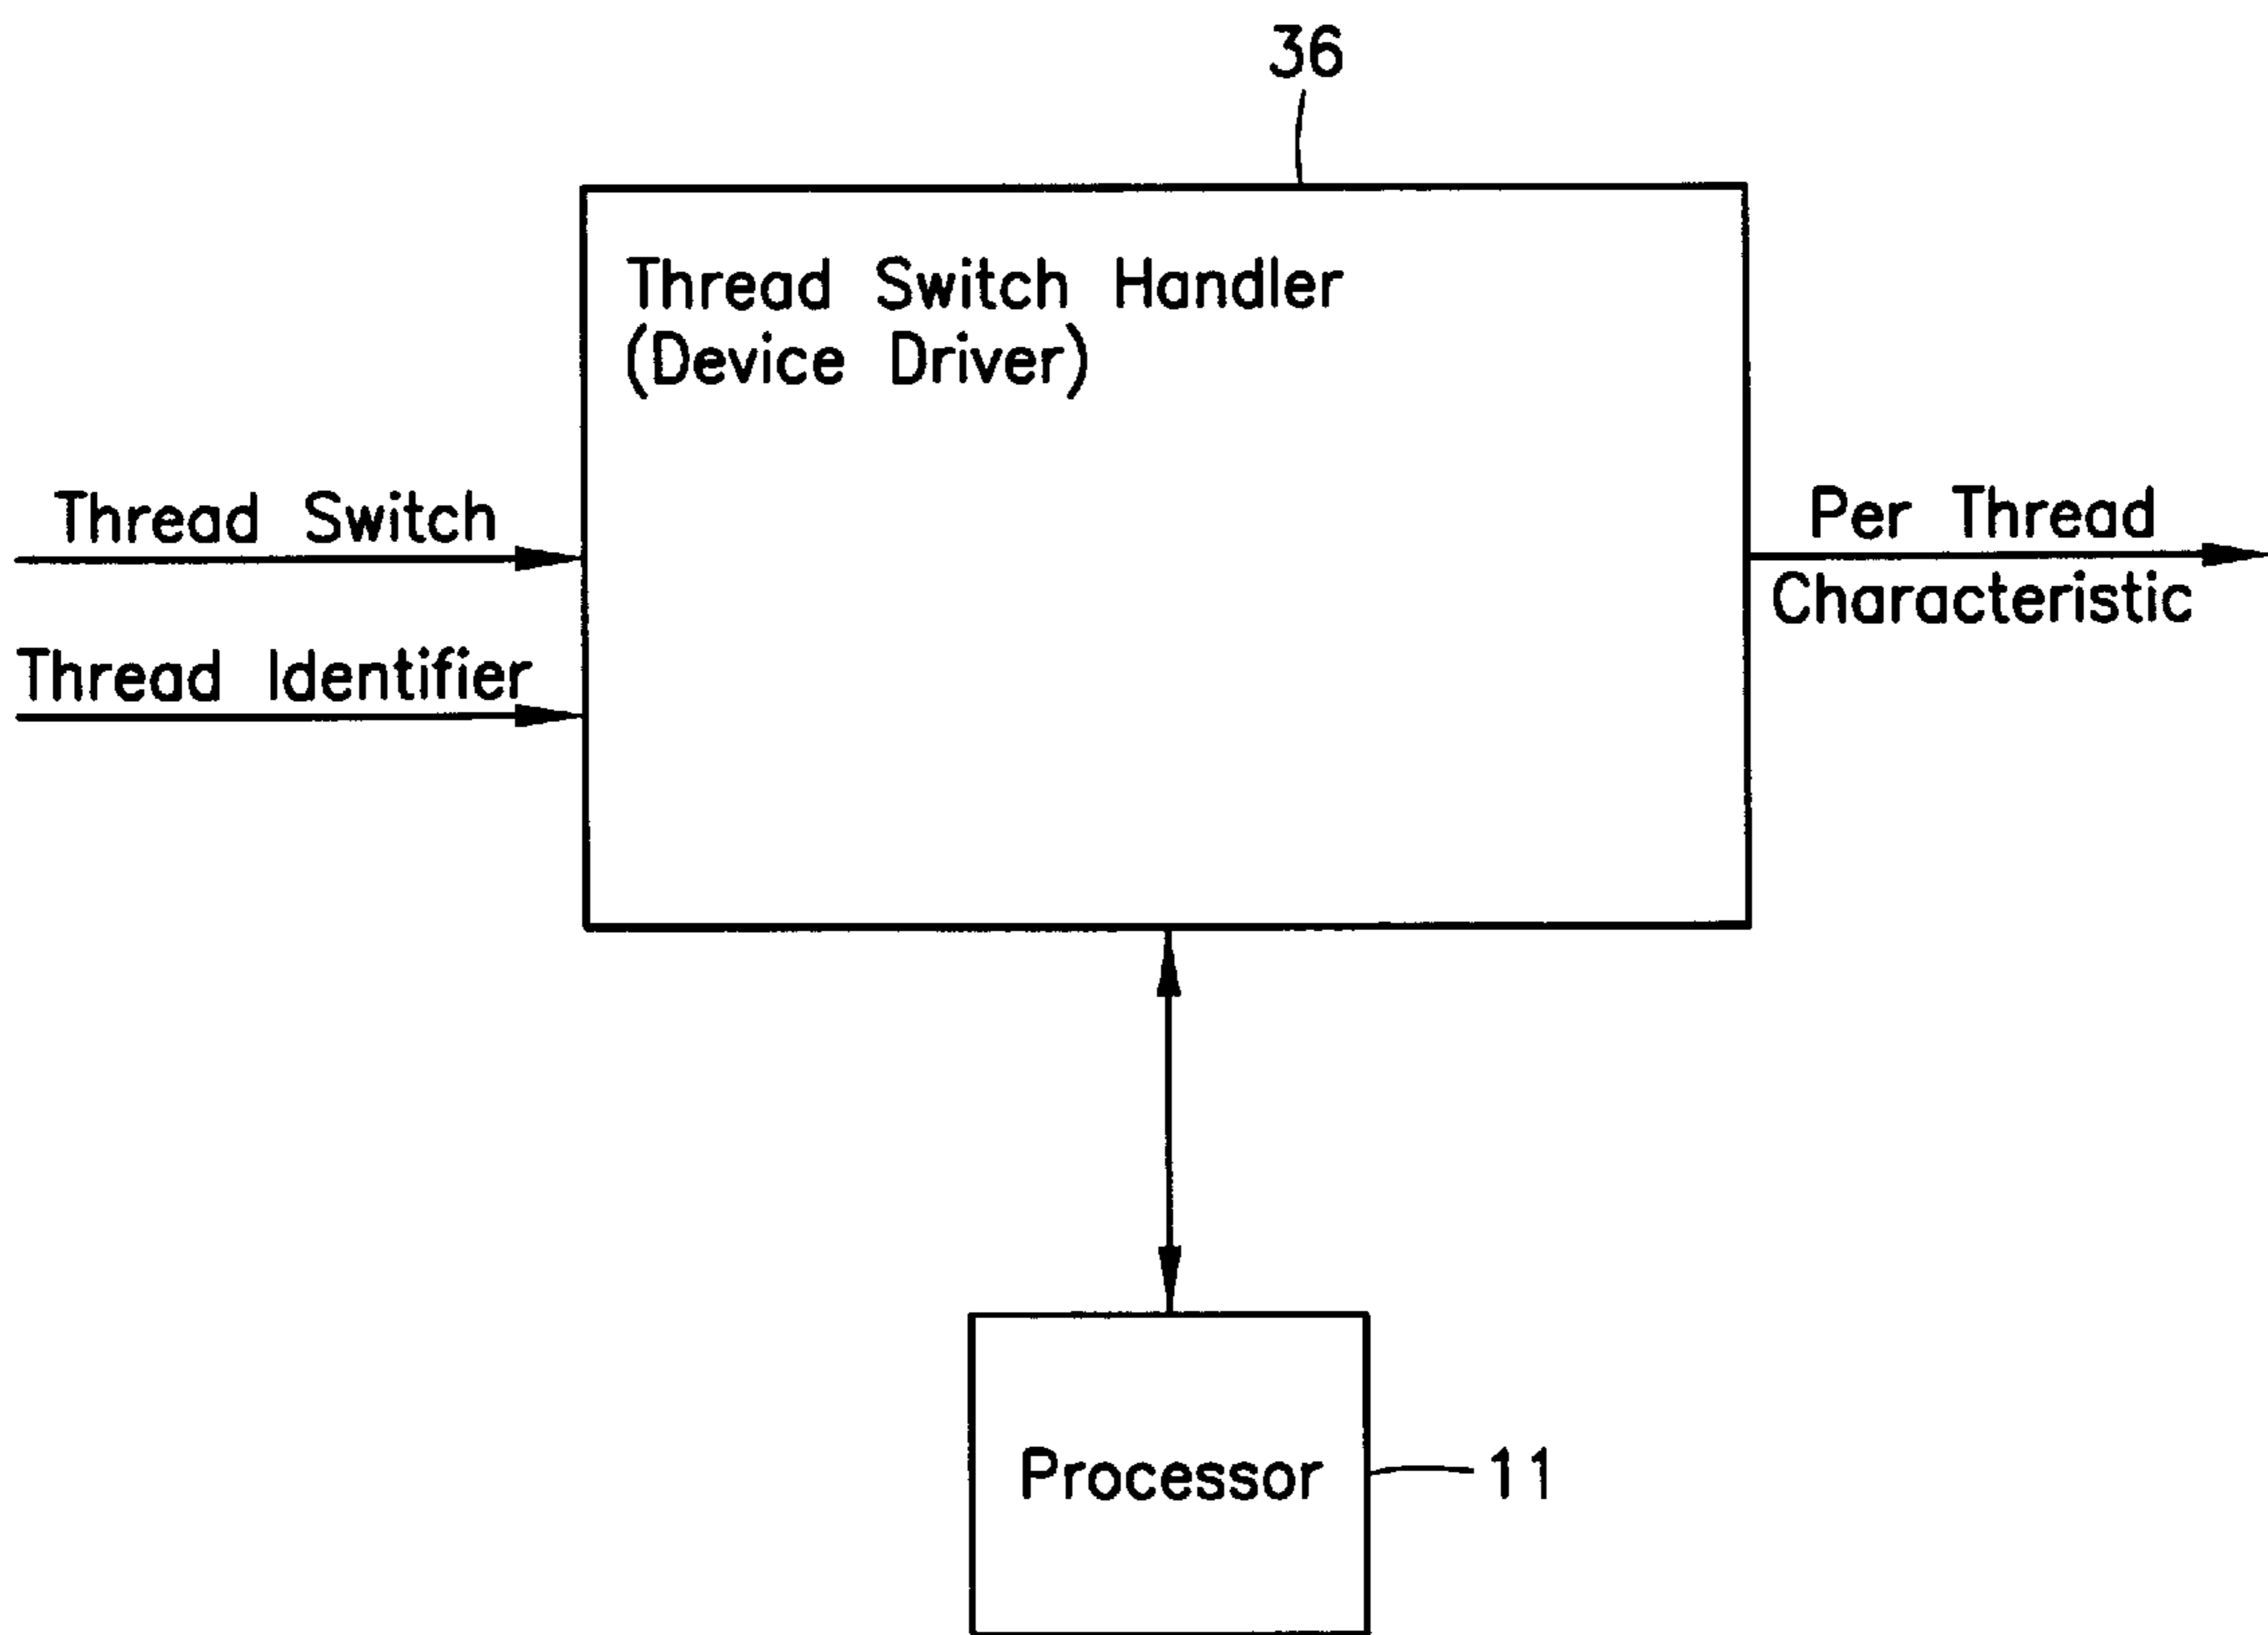 36
Thread Switch Handler
(Device Driver)
Thread Switch
Thread Identifier
Per Thread
Characteristic
Processor
11